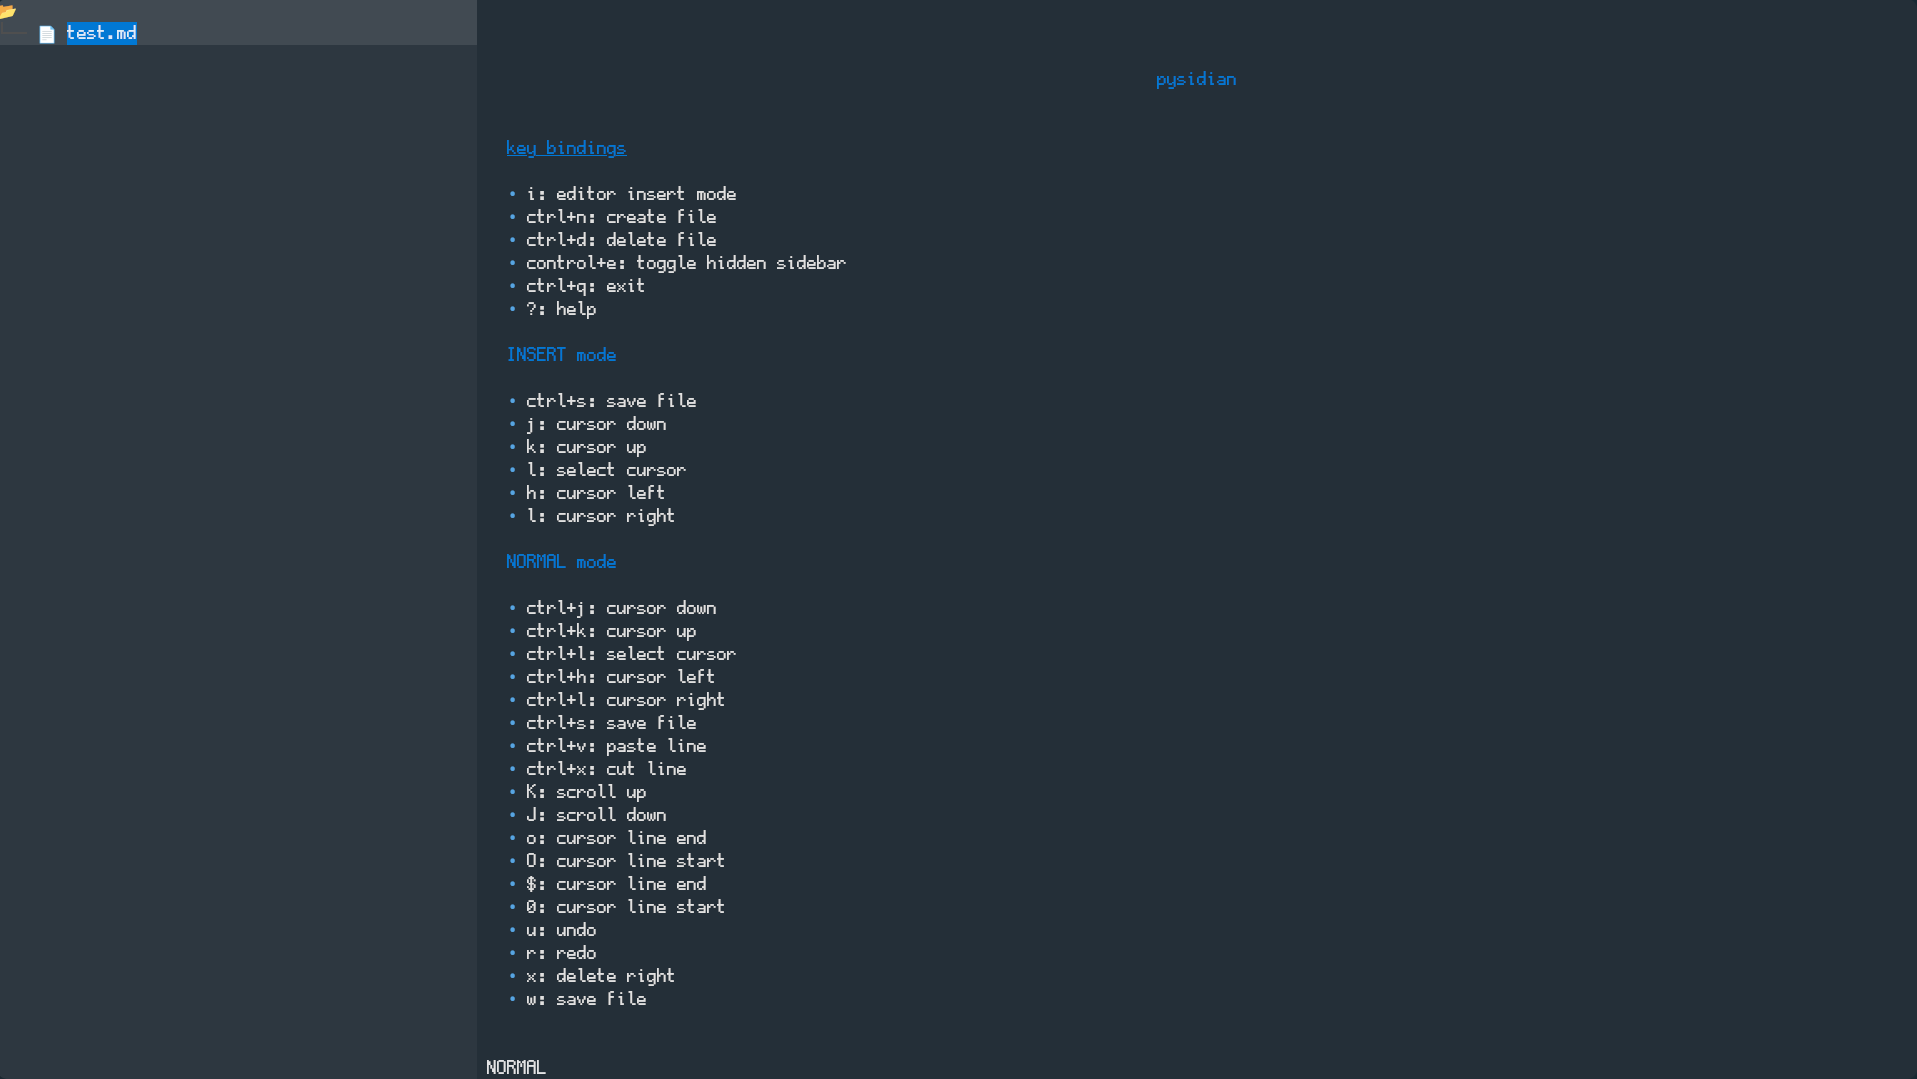 test.md
pysidian
key bindings
• i: editor insert mode
• ctrl+n: create file
• ctrl+d: delete file
• control+e: toggle hidden sidebar
• ctrl+q: exit
• ?: help
INSERT mode
• ctrl+s: save file
• j: cursor down
• k: cursor up
• l: select cursor
• h: cursor left
• l: cursor right
NORMAL mode
• ctrl+j: cursor down
• ctrl+k: cursor up
• ctrl+l: select cursor
• ctrl+h: cursor left
• ctrl+l: cursor right
• ctrl+s: save file
• ctrl+v: paste line
• ctrl+x: cut line
• K: scroll up
• J: scroll down
• o: cursor line end
• O: cursor line start
• $: cursor line end
• 0: cursor line start
• u: undo
• r: redo
• x: delete right
• w: save file
NORMAL